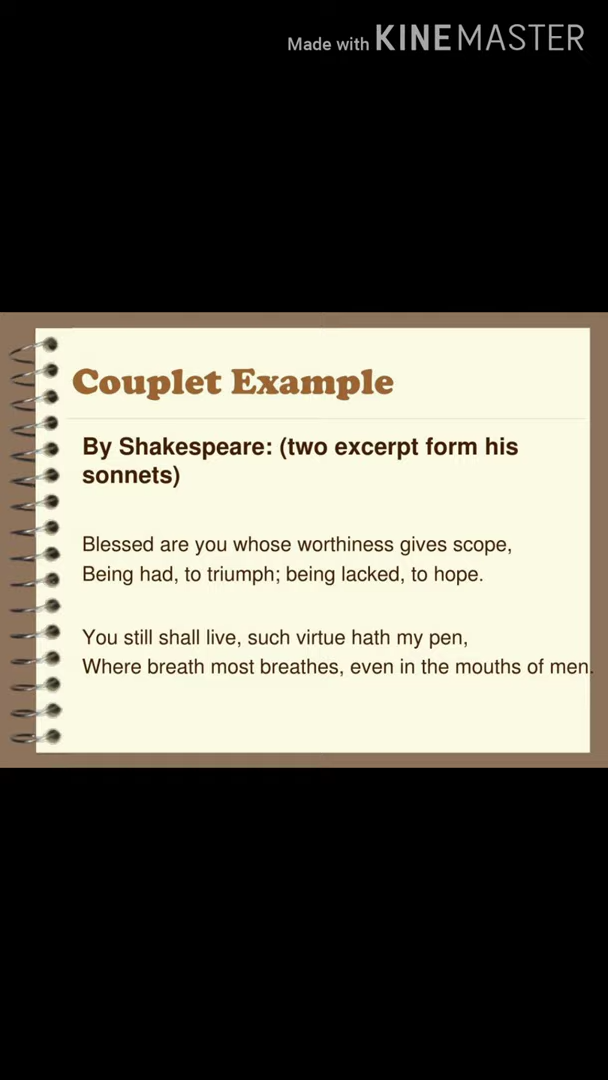 Made with KINEMASTER
Couplet Example
By Shakespeare: (two excerpt form his
sonnets)
Blessed are you whose worthiness gives scope,
Being had, to triumph; being lacked, to hope.
You still shall live, such virtue hath my pen,
Where breath most breathes, even in the mouths of men.